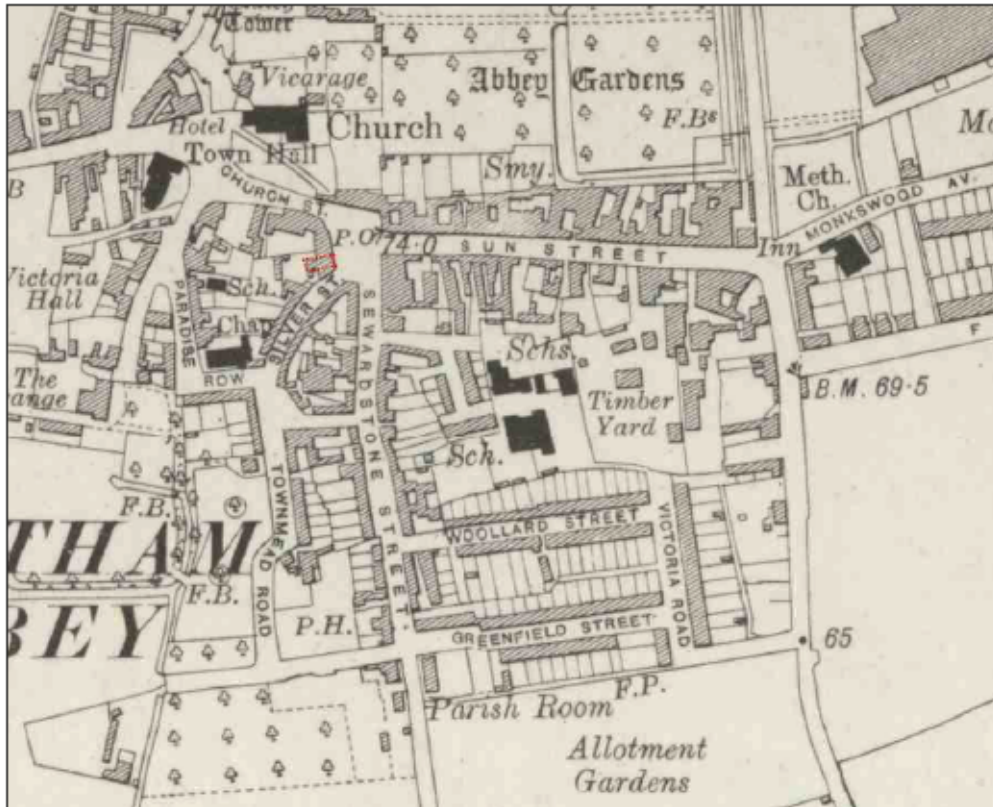 Tower
Vicarage
Abbey Gardens
F.Bs
Hotel
Church
Town Hall
Smy.
Meth.
Ch.
MONKSWOOD AV.
B
CHURCH ST.
P.O.
74·0
SUN STREET
Inn
Victoria
Hall
PARADISE
ROW
Sch.
Chap.
SILVER ST.
SEWARDSTONE STREET
Schs.
Timber
Yard
F
B.M. 69·5
The
Sch.
F.B.
TOWNMEAD ROAD
WOOLLARD STREET
VICTORIA ROAD
THAM
F.B.
BEY
P.H.
GREENFIELD STREET
65
F.P.
Parish Room
Allotment
Gardens